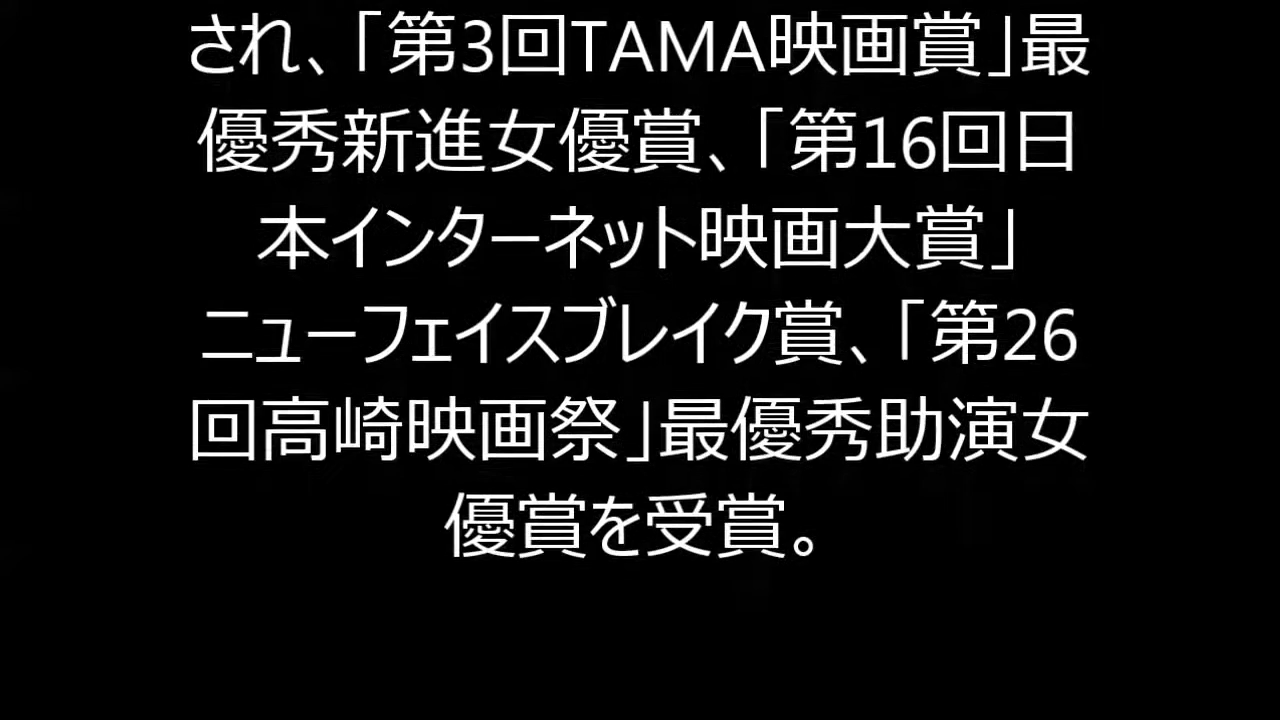 され、「第3回TAMA映画賞」最
優秀新進女優賞、「第16回日
本インターネット映画大賞」
ニューフェイスブレイク賞、「第26
回高崎映画祭」最優秀助演女
優賞を受賞。